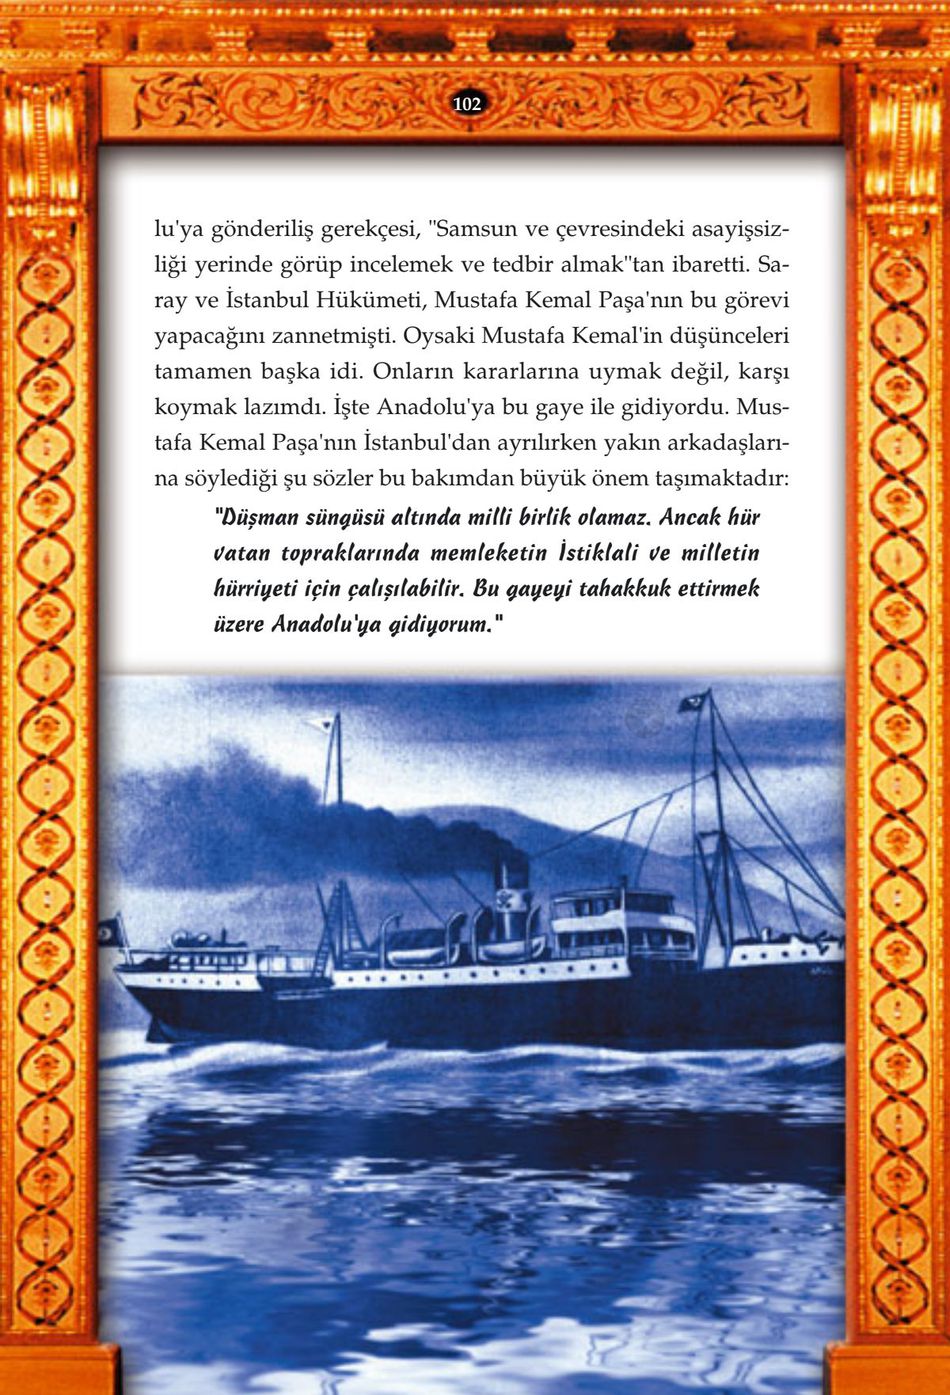 102
lu'ya gönderiliş gerekçesi, "Samsun ve çevresindeki asayişsiz-
liği yerinde görüp incelemek ve tedbir almak"tan ibaretti. Sa-
ray ve İstanbul Hükümeti, Mustafa Kemal Paşa'nın bu görevi
yapacağını zannetmişti. Oysaki Mustafa Kemal'in düşünceleri
tamamen başka idi. Onların kararlarına uymak değil, karşı
koymak lazımdı. İşte Anadolu'ya bu gaye ile gidiyordu. Mus-
tafa Kemal Paşa'nın İstanbul'dan ayrılırken yakın arkadaşları-
na söylediği şu sözler bu bakımdan büyük önem taşımaktadır:
"Düşman süngüsü altında milli birlik olamaz. Ancak hür
vatan topraklarında memleketin İstiklali ve milletin
hürriyeti için çalışılabilir. Bu gayeyi tahakkuk ettirmek
üzere Anadolu'ya gidiyorum."